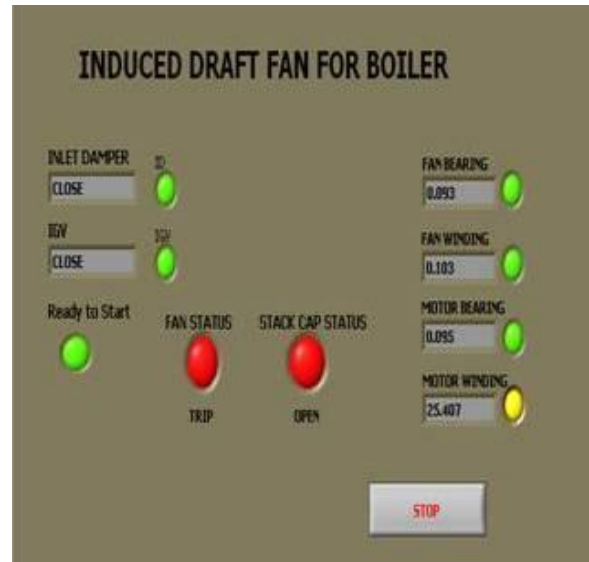 INDUCED DRAFT FAN FOR BOILER
INLET DAMPER
ID
CLOSE
IGV
IGV
CLOSE
Ready to Start
FAN STATUS
STACK CAP STATUS
TRIP
OPEN
FAN BEARING
0.093
FAN WINDING
0.103
MOTOR BEARING
0.095
MOTOR WINDING
25.407
STOP